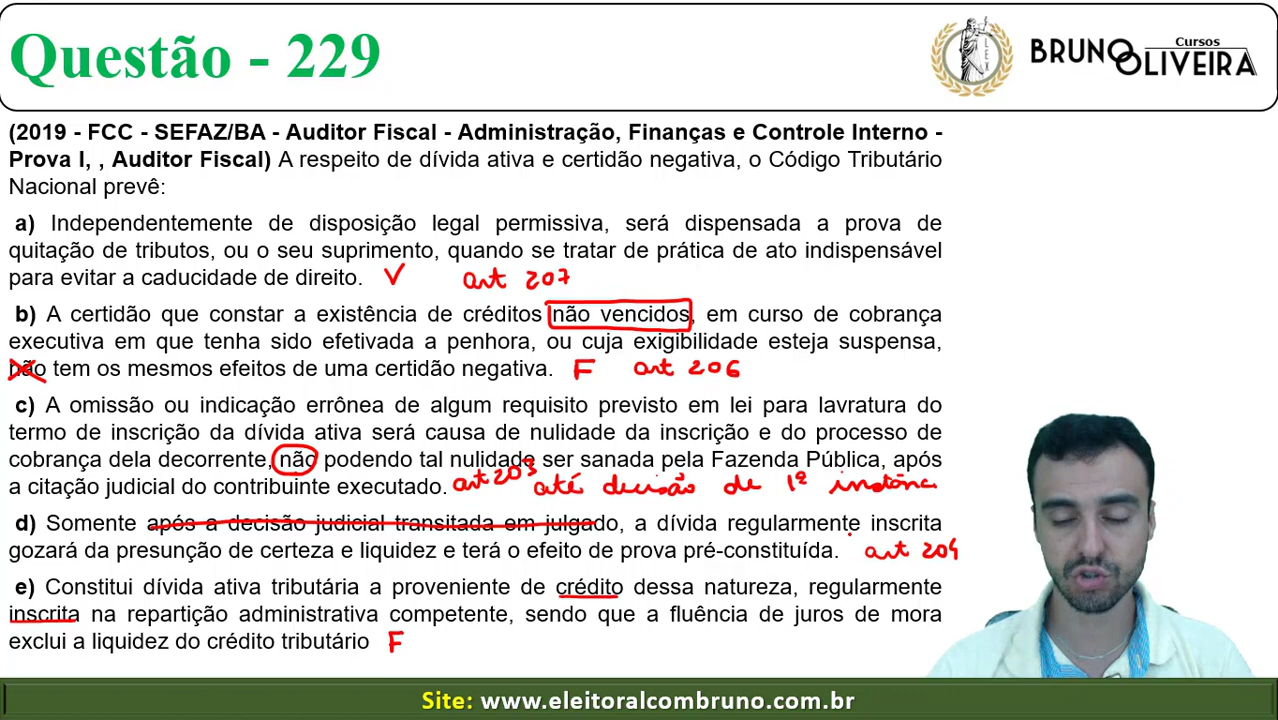 Questão - 229
Cursos
BRUNO OLIVEIRA
LEX
(2019 - FCC - SEFAZ/BA - Auditor Fiscal - Administração, Finanças e Controle Interno -
Prova I, , Auditor Fiscal) A respeito de dívida ativa e certidão negativa, o Código Tributário
Nacional prevê:
a) Independentemente de disposição legal permissiva, será dispensada a prova de
quitação de tributos, ou o seu suprimento, quando se tratar de prática de ato indispensável
para evitar a caducidade de direito. V art 207
b) A certidão que constar a existência de créditos não vencidos, em curso de cobrança
executiva em que tenha sido efetivada a penhora, ou cuja exigibilidade esteja suspensa,
não tem os mesmos efeitos de uma certidão negativa. F art 206
c) A omissão ou indicação errônea de algum requisito previsto em lei para lavratura do
termo de inscrição da dívida ativa será causa de nulidade da inscrição e do processo de
cobrança dela decorrente, não podendo tal nulidade ser sanada pela Fazenda Pública, após
a citação judicial do contribuinte executado. art 203 até decisão de 1ª instânc
d) Somente após a decisão judicial transitada em julgado, a dívida regularmente inscrita
gozará da presunção de certeza e liquidez e terá o efeito de prova pré-constituída. art 204
e) Constitui dívida ativa tributária a proveniente de crédito dessa natureza, regularmente
inscrita na repartição administrativa competente, sendo que a fluência de juros de mora
exclui a liquidez do crédito tributário F
Site: www.eleitoralcombruno.com.br